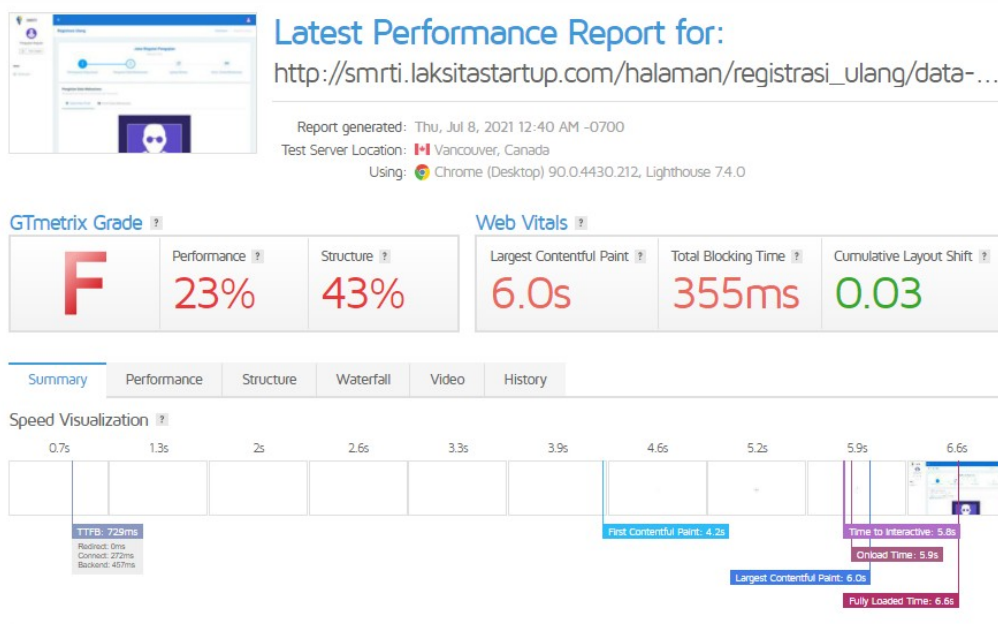 Latest Performance Report for:
http://smrti.laksitastartup.com/halaman/registrasi_ulang/data-...
Report generated: Thu, Jul 8, 2021 12:40 AM -0700
Test Server Location: Vancouver, Canada
Using: Chrome (Desktop) 90.0.4430.212, Lighthouse 7.4.0
GTmetrix Grade ?
Web Vitals ?
F
Performance ?
23%
Structure ?
43%
Largest Contentful Paint ?
6.0s
Total Blocking Time ?
355ms
Cumulative Layout Shift ?
0.03
Summary Performance Structure Waterfall Video History
Speed Visualization ?
0.7s 1.3s 2s 2.6s 3.3s 3.9s 4.6s 5.2s 5.9s 6.6s
TTFB: 729ms
Redirect: 0ms
Connect: 272ms
Backend: 457ms
First Contentful Paint: 4.2s
Time to Interactive: 5.8s
Onload Time: 5.9s
Largest Contentful Paint: 6.0s
Fully Loaded Time: 6.6s